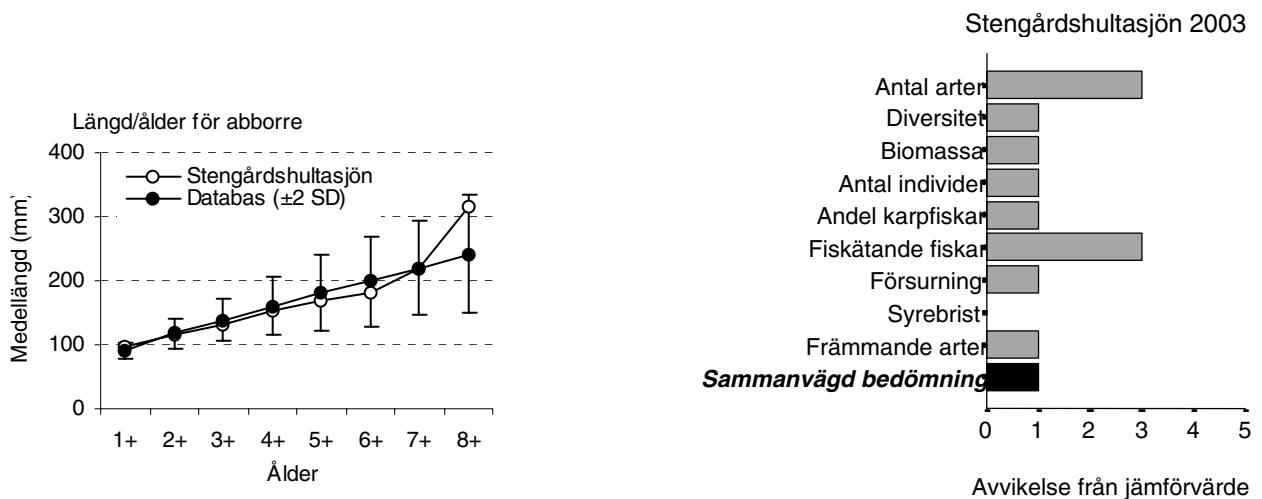 Längd/ålder för abborre
400
300
200
100
0
Medellängd (mm)
Stengårdshultasjön
Databas (±2 SD)
1+ 2+ 3+ 4+ 5+ 6+ 7+ 8+
Ålder
Stengårdshultasjön 2003
Antal arter
Diversitet
Biomassa
Antal individer
Andel karpfiskar
Fiskätande fiskar
Försurning
Syrebrist
Främmande arter
Sammanvägd bedömning
0 1 2 3 4 5
Avvikelse från jämförvärde